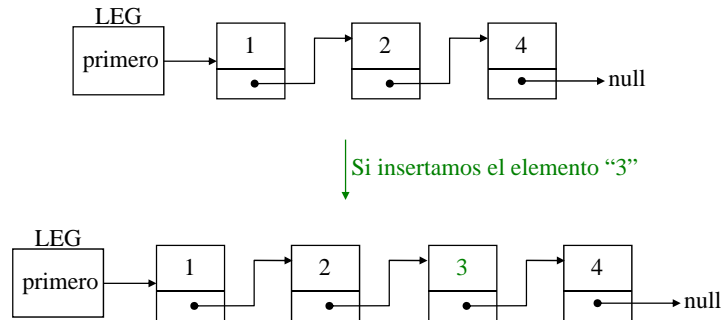 LEG
primero
1
2
4
null
Si insertamos el elemento “3”
LEG
primero
1
2
3
4
null